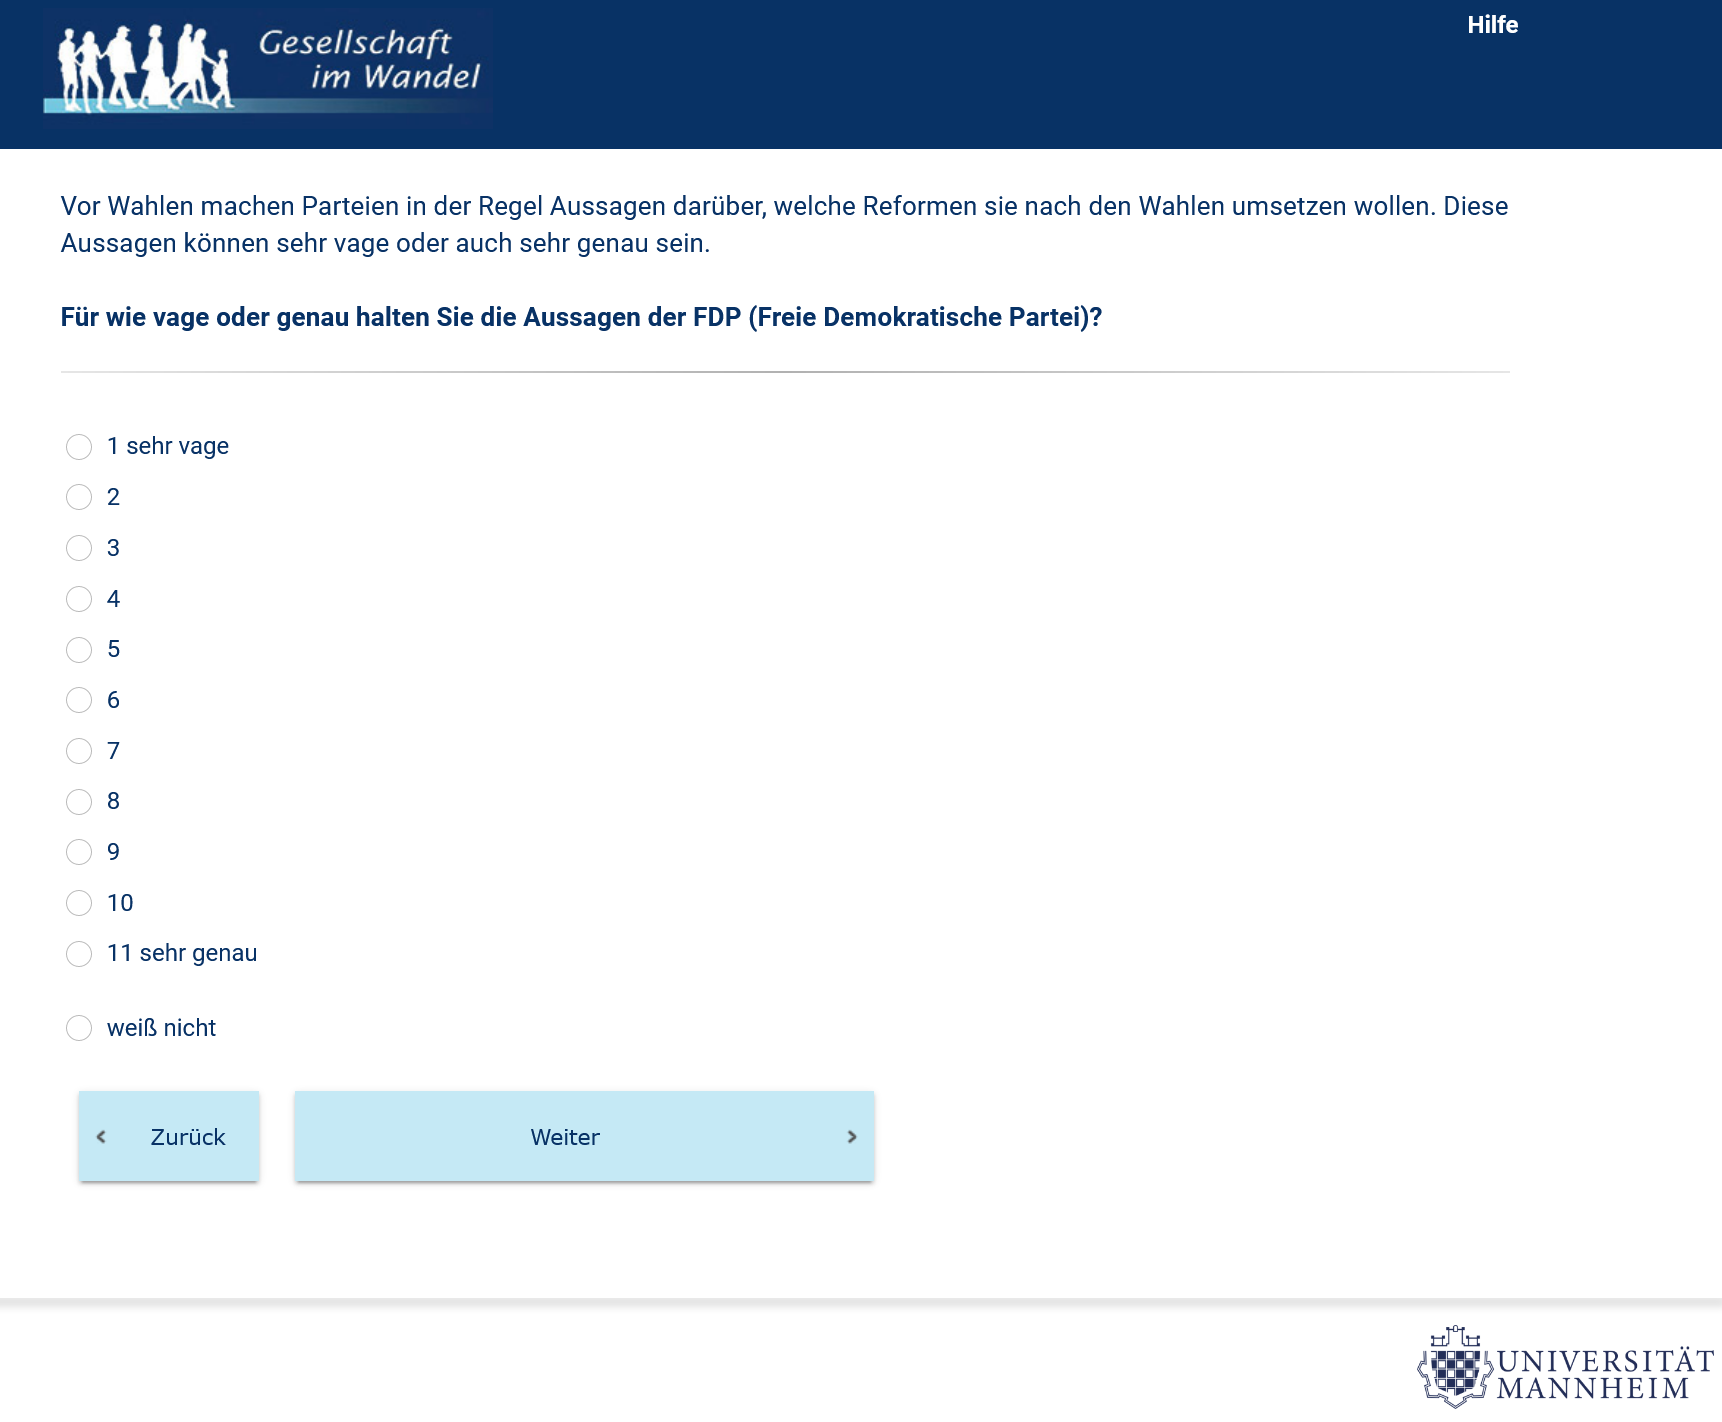 Gesellschaft
im Wandel
Hilfe
Vor Wahlen machen Parteien in der Regel Aussagen darüber, welche Reformen sie nach den Wahlen umsetzen wollen. Diese
Aussagen können sehr vage oder auch sehr genau sein.
Für wie vage oder genau halten Sie die Aussagen der FDP (Freie Demokratische Partei)?
1 sehr vage
2
3
4
5
6
7
8
9
10
11 sehr genau
weiß nicht
Zurück
Weiter
UNIVERSITÄT
MANNHEIM